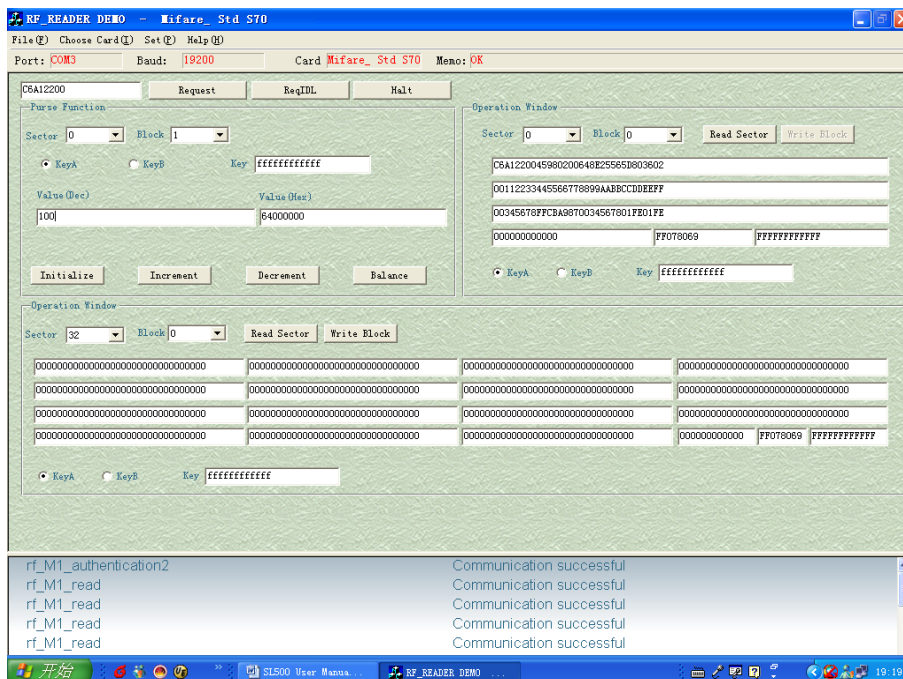 RF_READER DEMO - Mifare_ Std S70
File(F) Choose Card(I) Set(P) Help(H)
Port: COM3 Baud: 19200 Card Mifare_ Std S70 Memo: OK
C6A12200 Request ReqIDL Halt
Purse Function
Sector 0 Block 1
KeyA KeyB Key ffffffffffff
Value(Dec) Value(Hex)
100 64000000
Initialize Increment Decrement Balance
Operation Window
Sector 0 Block 0 Read Sector Write Block
C6A1220045980200648E25565D803602
00112233445566778899AABBCCDDEEFF
00345678FFCBA9870034567801FE01FE
000000000000 FF078069 FFFFFFFFFFFF
KeyA KeyB Key ffffffffffff
Operation Window
Sector 32 Block 0 Read Sector Write Block
00000000000000000000000000000000 00000000000000000000000000000000 00000000000000000000000000000000 00000000000000000000000000000000
00000000000000000000000000000000 00000000000000000000000000000000 00000000000000000000000000000000 00000000000000000000000000000000
00000000000000000000000000000000 00000000000000000000000000000000 00000000000000000000000000000000 00000000000000000000000000000000
00000000000000000000000000000000 00000000000000000000000000000000 00000000000000000000000000000000 000000000000 FF078069 FFFFFFFFFFFF
KeyA KeyB Key ffffffffffff
rf_M1_authentication2 Communication successful
rf_M1_read Communication successful
rf_M1_read Communication successful
rf_M1_read Communication successful
rf_M1_read Communication successful
开始 SL500 User Manua... RF_READER DEMO ... 19:19